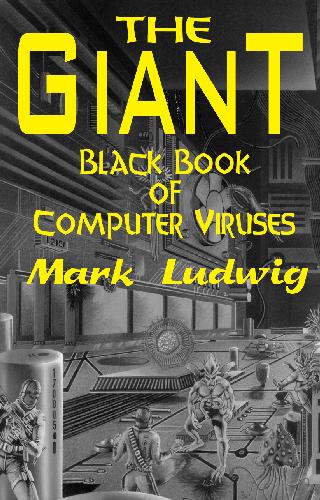 THE
GIANT
BLACK BOOK
OF
COMPUTER VIRUSES
Mark Ludwig